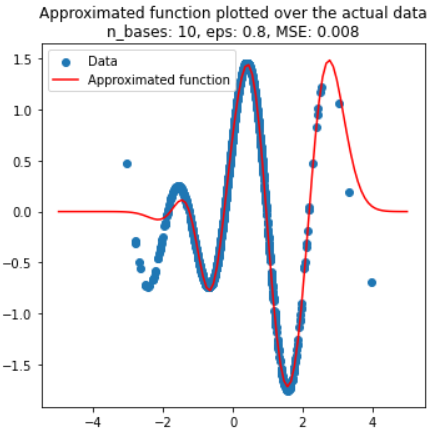 Approximated function plotted over the actual data
n_bases: 10, eps: 0.8, MSE: 0.008
Data
Approximated function
1.5
1.0
0.5
0.0
−0.5
−1.0
−1.5
−4 −2 0 2 4